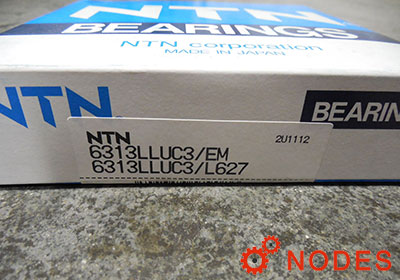 NTN
BEARINGS
NTN corporation
MADE IN JAPAN
NTN
BEARING
NTN 2U1112
6313LLUC3/EM
6313LLUC3/L627
NODES